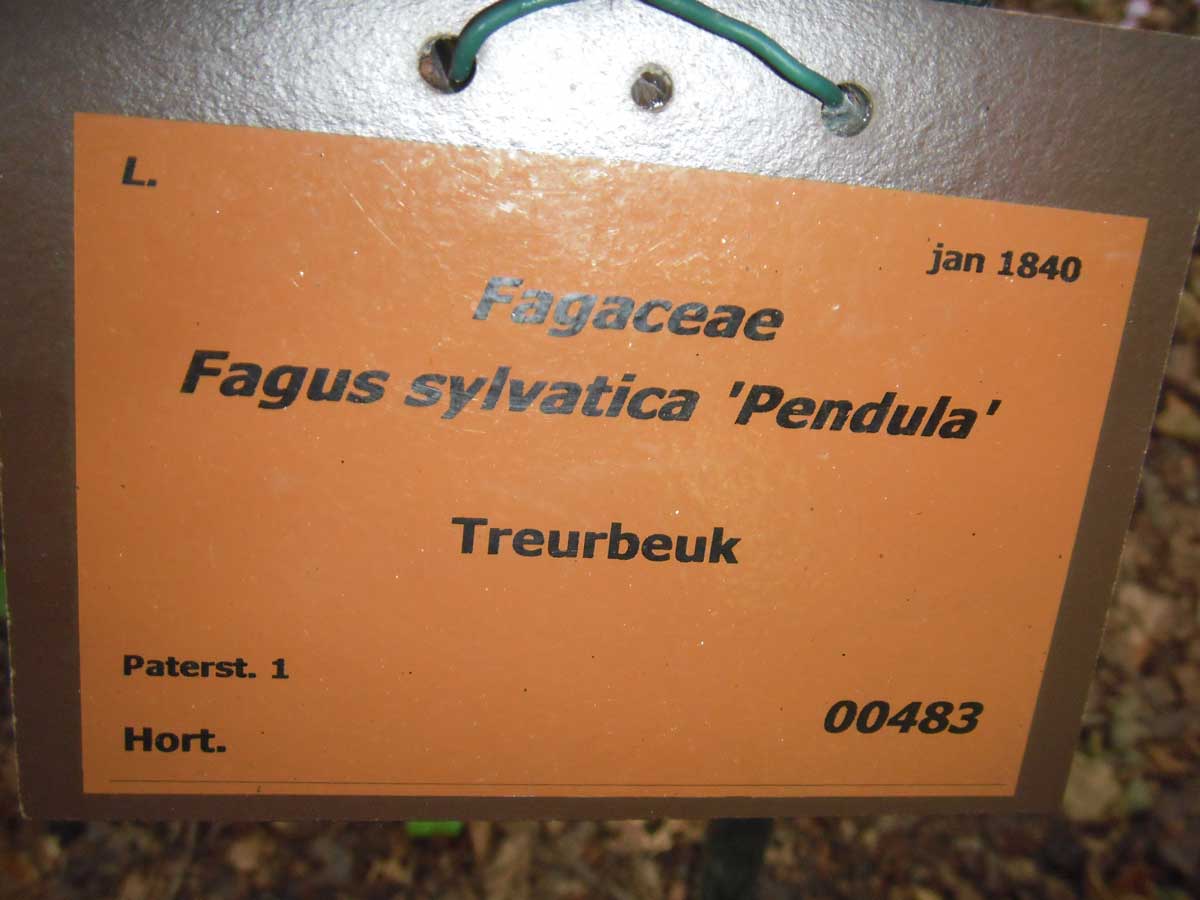 L.
jan 1840
Fagaceae
Fagus sylvatica 'Pendula'
Treurbeuk
Paterst. 1
Hort.
00483